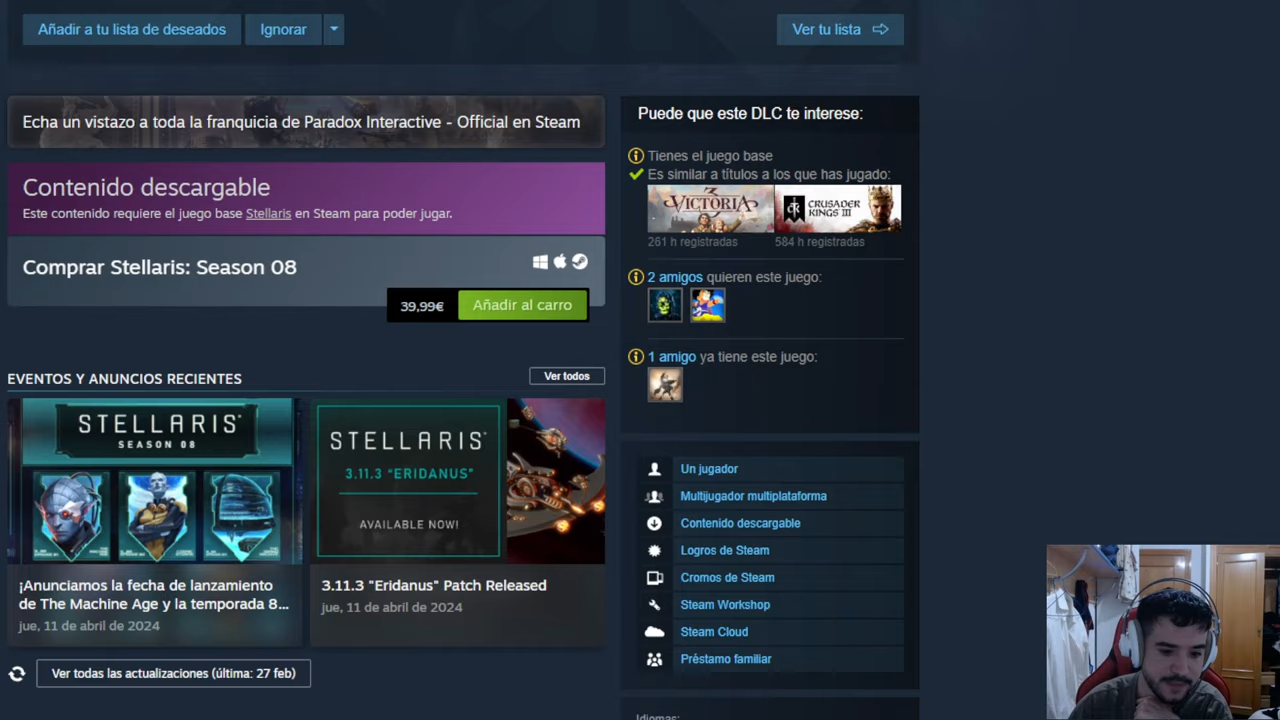 Añadir a tu lista de deseados
Ignorar
Ver tu lista
Echa un vistazo a toda la franquicia de Paradox Interactive - Official en Steam
Contenido descargable
Este contenido requiere el juego base Stellaris en Steam para poder jugar.
Comprar Stellaris: Season 08
39,99€
Añadir al carro
EVENTOS Y ANUNCIOS RECIENTES
Ver todos
STELLARIS
SEASON 08
¡Anunciamos la fecha de lanzamiento
de The Machine Age y la temporada 8...
jue, 11 de abril de 2024
STELLARIS
3.11.3 "ERIDANUS"
AVAILABLE NOW!
3.11.3 "Eridanus" Patch Released
jue, 11 de abril de 2024
Ver todas las actualizaciones (última: 27 feb)
Puede que este DLC te interese:
Tienes el juego base
Es similar a títulos a los que has jugado:
VICTORIA
3
CRUSADER
KINGS III
261 h registradas
584 h registradas
2 amigos quieren este juego:
1 amigo ya tiene este juego:
Un jugador
Multijugador multiplataforma
Contenido descargable
Logros de Steam
Cromos de Steam
Steam Workshop
Steam Cloud
Préstamo familiar
Idiomas: